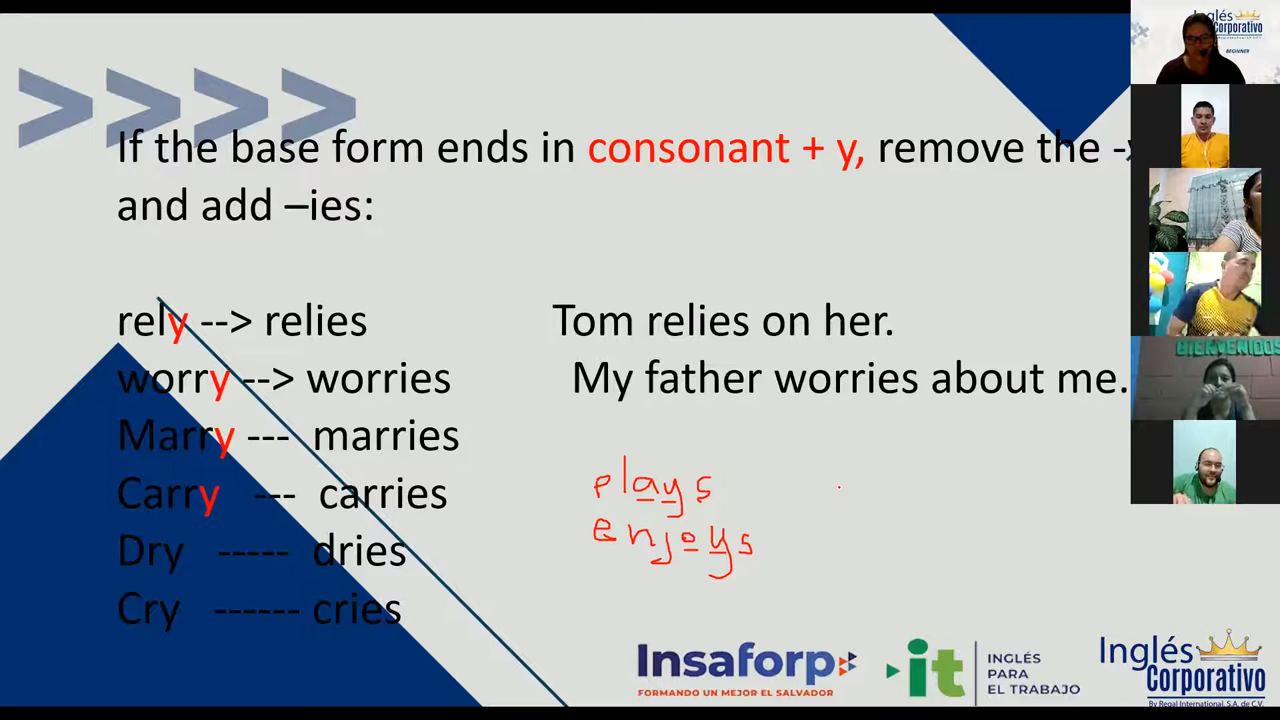 If the base form ends in consonant + y, remove the -y
and add –ies:
rely --> relies Tom relies on her.
worry --> worries My father worries about me.
Marry --- marries
Carry --- carries
plays
enjoys
Dry ----- dries
Cry ------ cries
Insaforp
FORMANDO UN MEJOR EL SALVADOR
it
INGLÉS
PARA
EL TRABAJO
Inglés
Corporativo
By Regal International, S.A. de C.V.
Inglés
Corporativo
BEGINNER
BIENVENIDOS